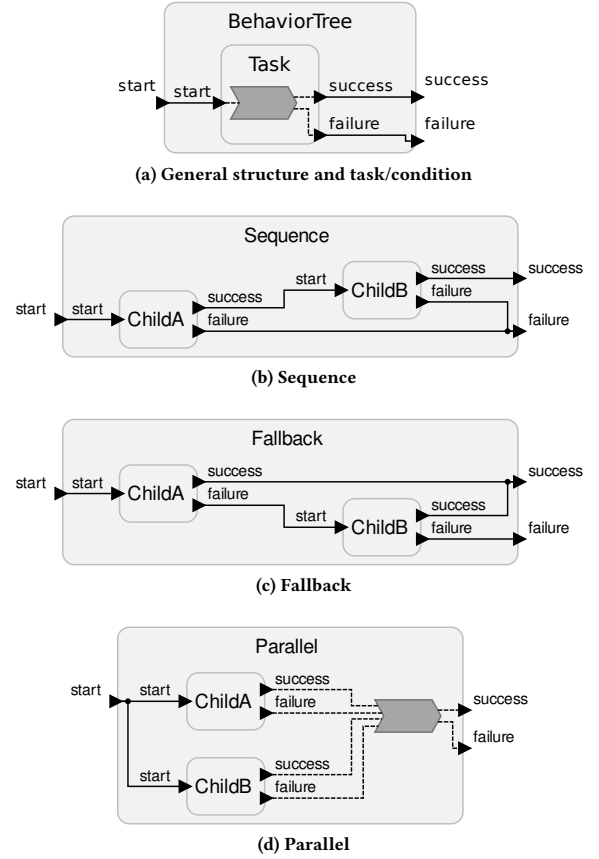 BehaviorTree
Task
start
start
success
success
failure
failure
(a) General structure and task/condition
Sequence
start
start
ChildA
success
failure
start
ChildB
success
failure
success
failure
(b) Sequence
Fallback
start
start
ChildA
success
failure
start
ChildB
success
failure
success
failure
(c) Fallback
Parallel
start
start
ChildA
success
failure
start
ChildB
success
failure
success
failure
(d) Parallel